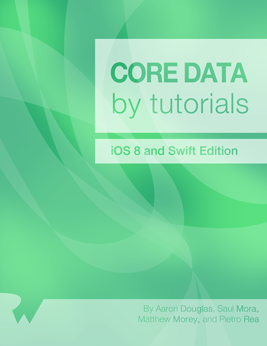 CORE DATA
by tutorials
iOS 8 and Swift Edition
By Aaron Douglas, Saul Mora,
Matthew Morey, and Pietro Rea